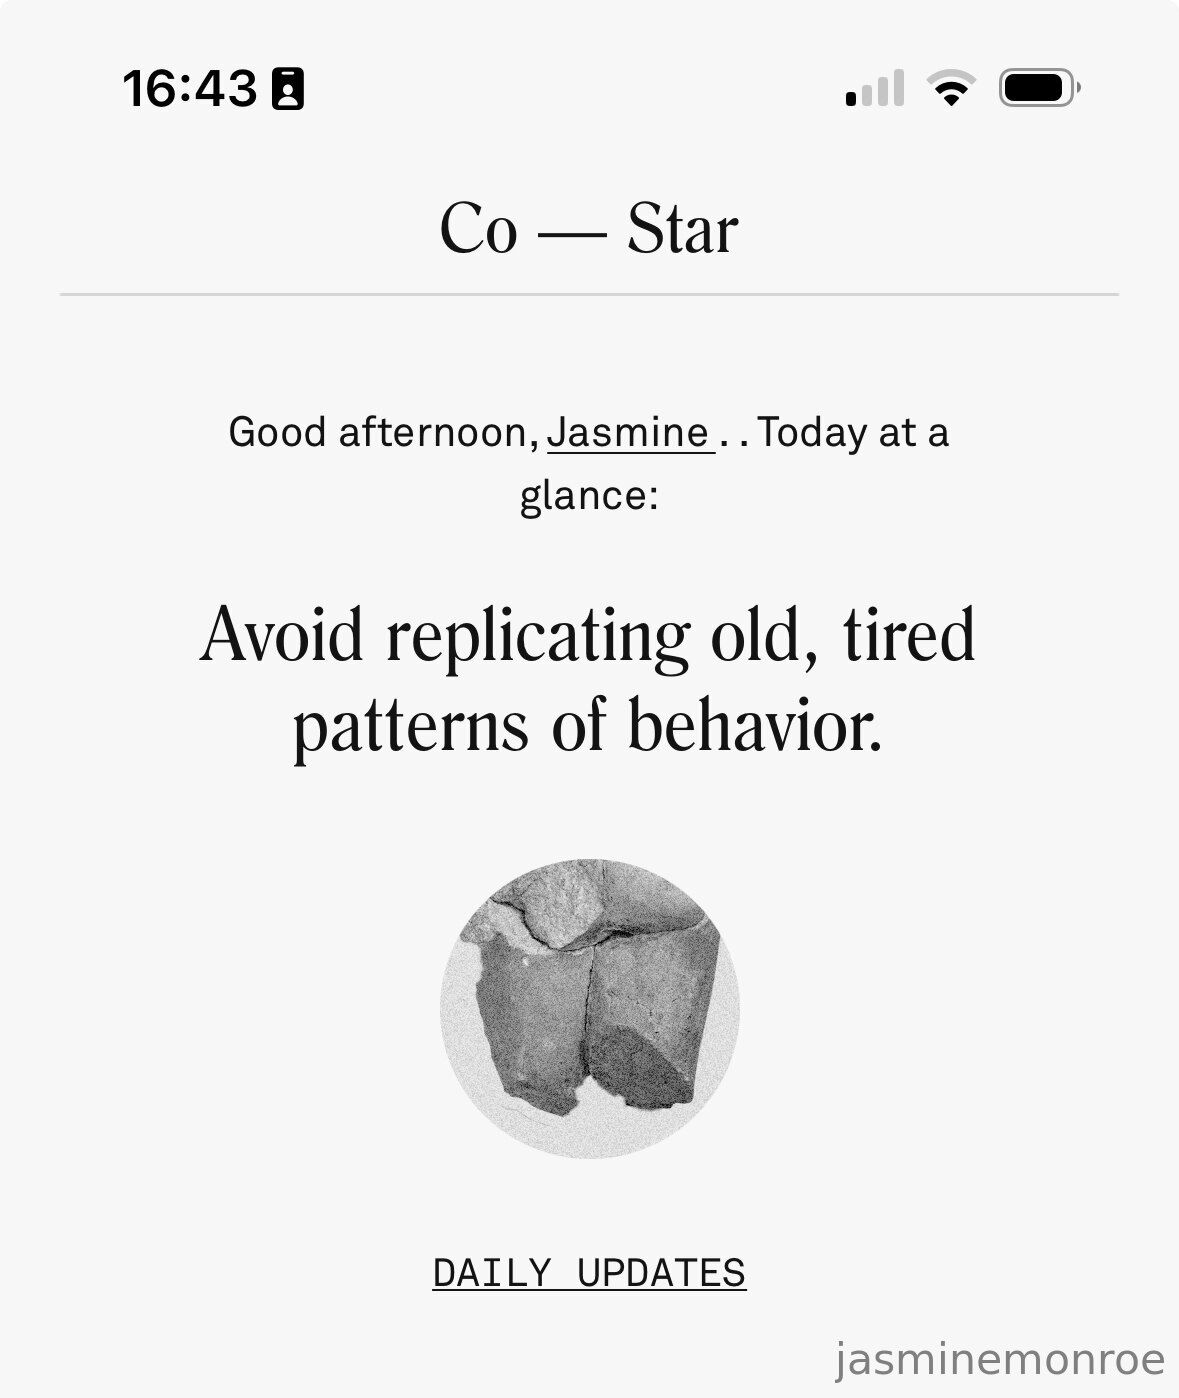 16:43
Co — Star
Good afternoon, Jasmine . . Today at a
glance:
Avoid replicating old, tired
patterns of behavior.
DAILY UPDATES
jasminemonroe